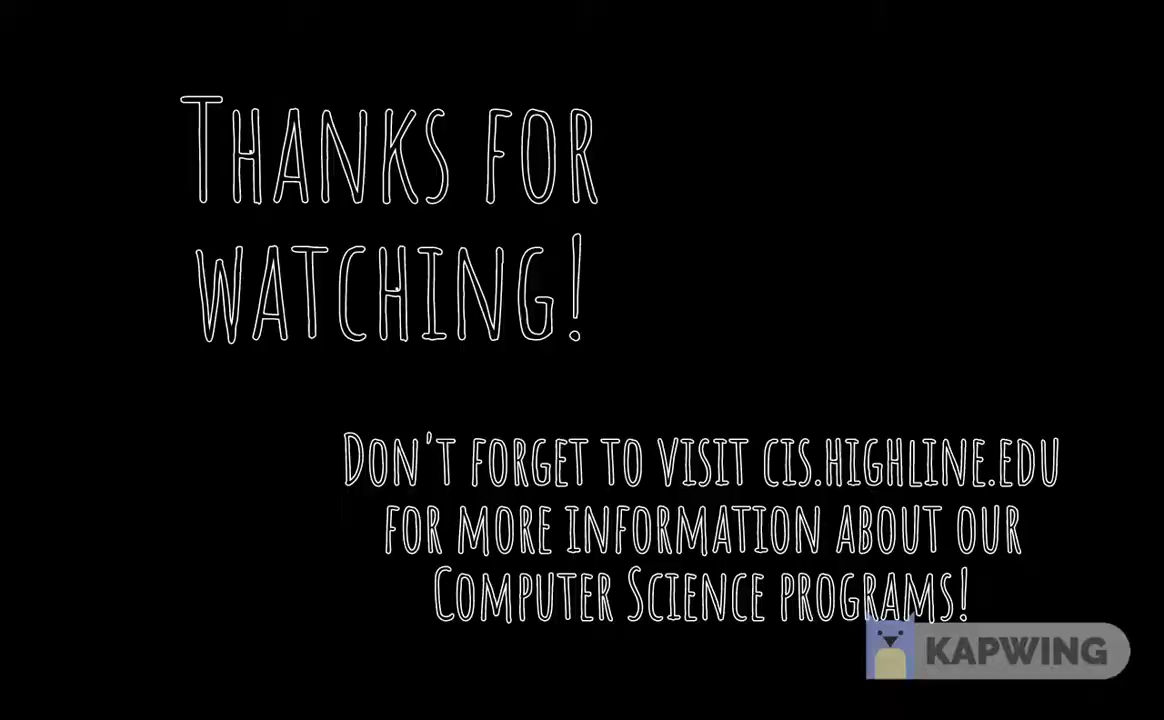 Thanks for
watching!
Don't forget to visit cis.highline.edu
for more information about our
Computer Science programs!
KAPWING